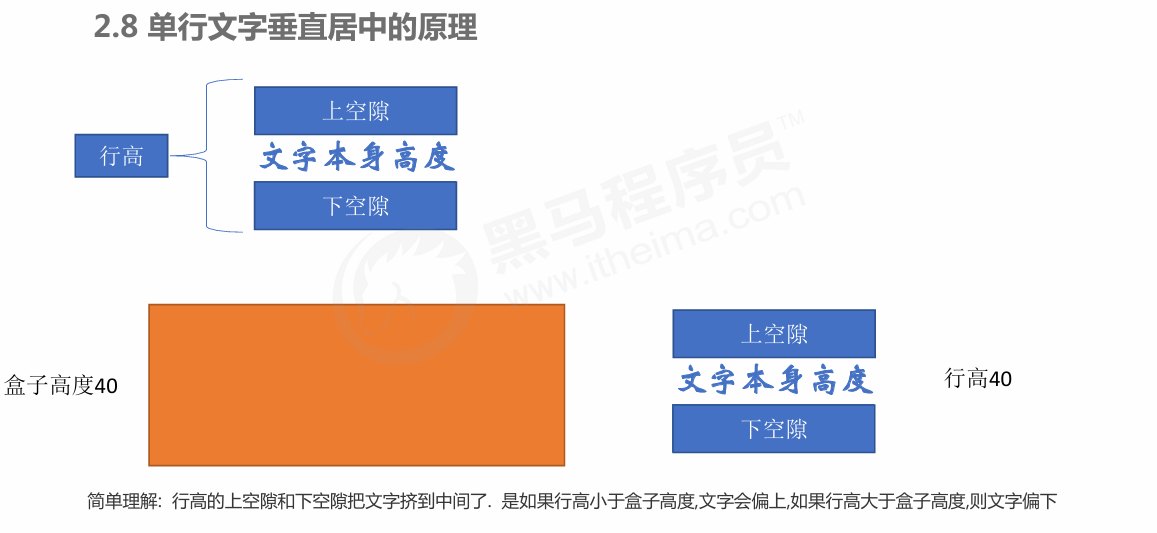 2.8 单行文字垂直居中的原理
上空隙
行高
文字本身高度
下空隙
黑马程序员TM
www.itheima.com
上空隙
盒子高度40
文字本身高度
行高40
下空隙
简单理解: 行高的上空隙和下空隙把文字挤到中间了. 是如果行高小于盒子高度,文字会偏上,如果行高大于盒子高度,则文字偏下